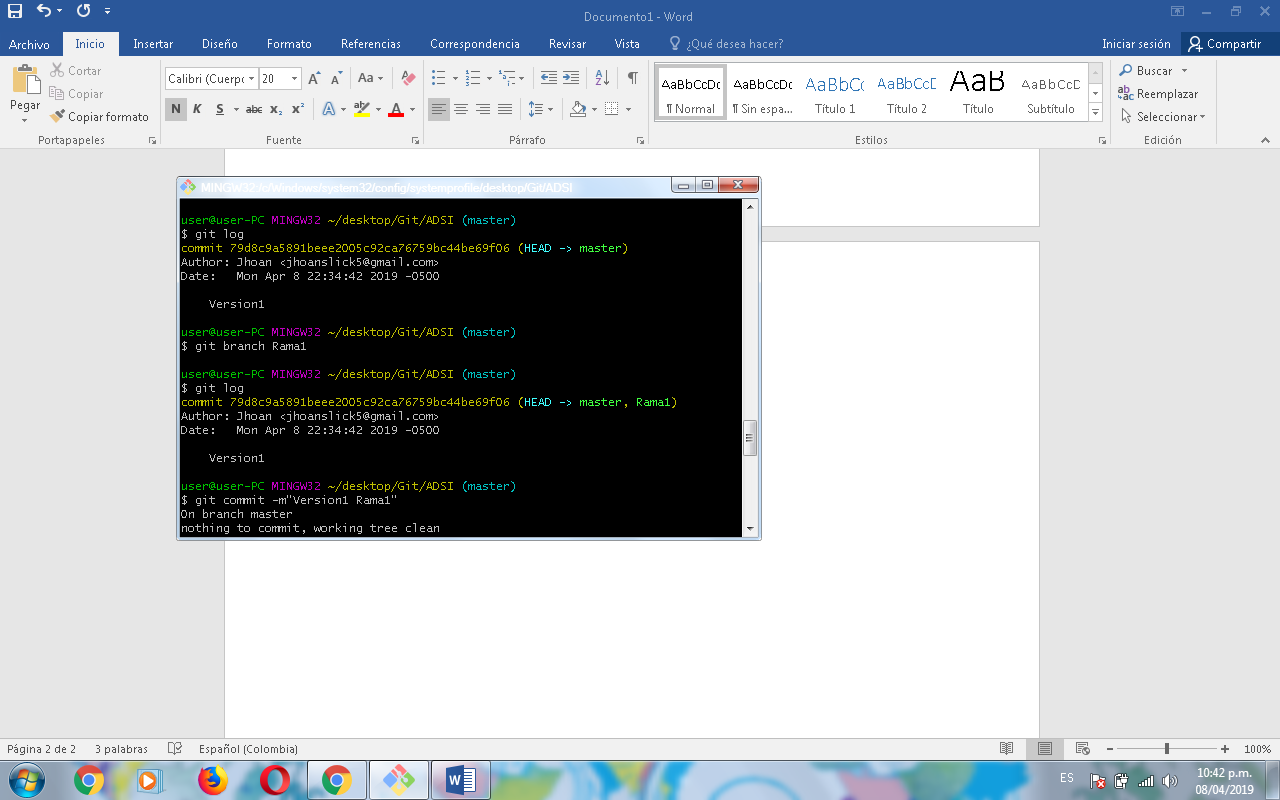 Documento1 - Word
Archivo Inicio Insertar Diseño Formato Referencias Correspondencia Revisar Vista ¿Qué desea hacer? Iniciar sesión Compartir
Pegar
Cortar
Copiar
Copiar formato
Portapapeles
Calibri (Cuerpo 20 Aa
N K S abc x₂ x² A aby A
Fuente
Párrafo
AaBbCcDc AaBbCcDc AaBbCc AaBbCcD AaB AaBbCcD
¶ Normal ¶ Sin espa... Título 1 Título 2 Título Subtítulo
Estilos
Buscar
Reemplazar
Seleccionar
Edición
MINGW32:/c/Windows/system32/config/systemprofile/desktop/Git/ADSI
user@user-PC MINGW32 ~/desktop/Git/ADSI (master)
$ git log
commit 79d8c9a5891beee2005c92ca76759bc44be69f06 (HEAD -> master)
Author: Jhoan <jhoanslick5@gmail.com>
Date:   Mon Apr 8 22:34:42 2019 -0500
Version1
user@user-PC MINGW32 ~/desktop/Git/ADSI (master)
$ git branch Rama1
user@user-PC MINGW32 ~/desktop/Git/ADSI (master)
$ git log
commit 79d8c9a5891beee2005c92ca76759bc44be69f06 (HEAD -> master, Rama1)
Author: Jhoan <jhoanslick5@gmail.com>
Date:   Mon Apr 8 22:34:42 2019 -0500
Version1
user@user-PC MINGW32 ~/desktop/Git/ADSI (master)
$ git commit -m"Version1 Rama1"
On branch master
nothing to commit, working tree clean
Página 2 de 2 3 palabras Español (Colombia) 100%
ES
10:42 p.m.
08/04/2019